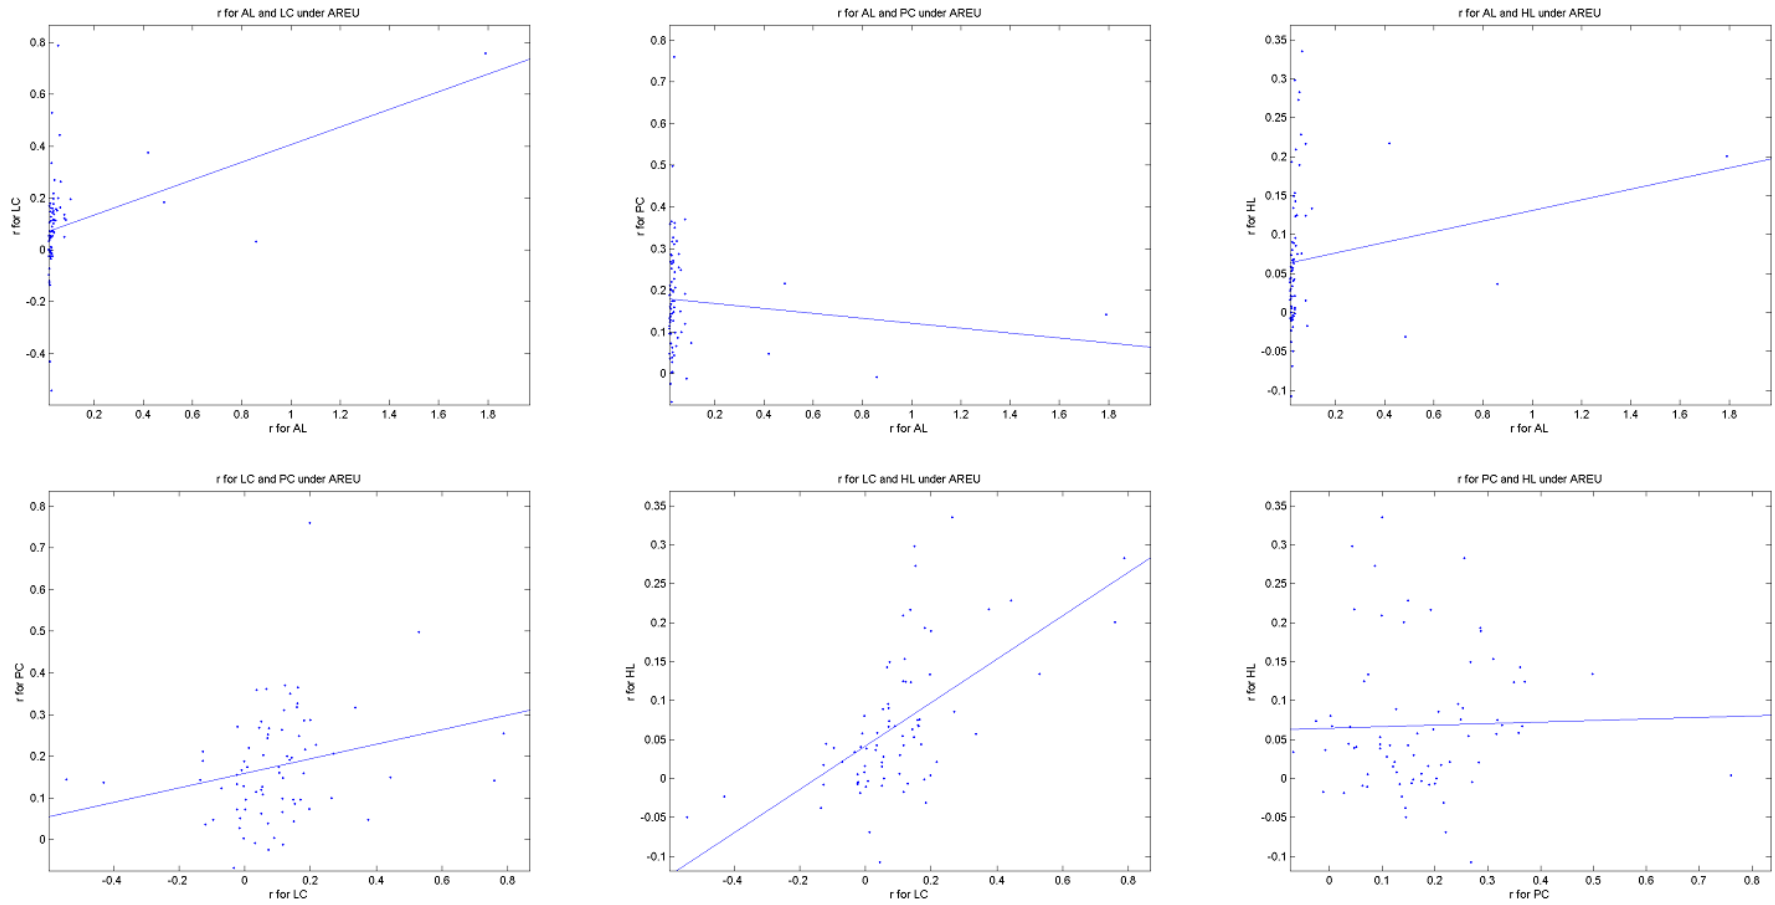 r for AL and LC under AREU
0.8
0.6
0.4
0.2
0
-0.2
-0.4
r for LC
0.2 0.4 0.6 0.8 1 1.2 1.4 1.6 1.8
r for AL
r for AL and PC under AREU
0.8
0.7
0.6
0.5
0.4
0.3
0.2
0.1
0
r for PC
0.2 0.4 0.6 0.8 1 1.2 1.4 1.6 1.8
r for AL
r for AL and HL under AREU
0.35
0.3
0.25
0.2
0.15
0.1
0.05
0
-0.05
-0.1
r for HL
0.2 0.4 0.6 0.8 1 1.2 1.4 1.6 1.8
r for AL
r for LC and PC under AREU
0.8
0.7
0.6
0.5
0.4
0.3
0.2
0.1
0
r for PC
-0.4 -0.2 0 0.2 0.4 0.6 0.8
r for LC
r for LC and HL under AREU
0.35
0.3
0.25
0.2
0.15
0.1
0.05
0
-0.05
-0.1
r for HL
-0.4 -0.2 0 0.2 0.4 0.6 0.8
r for LC
r for PC and HL under AREU
0.35
0.3
0.25
0.2
0.15
0.1
0.05
0
-0.05
-0.1
r for HL
0 0.1 0.2 0.3 0.4 0.5 0.6 0.7 0.8
r for PC